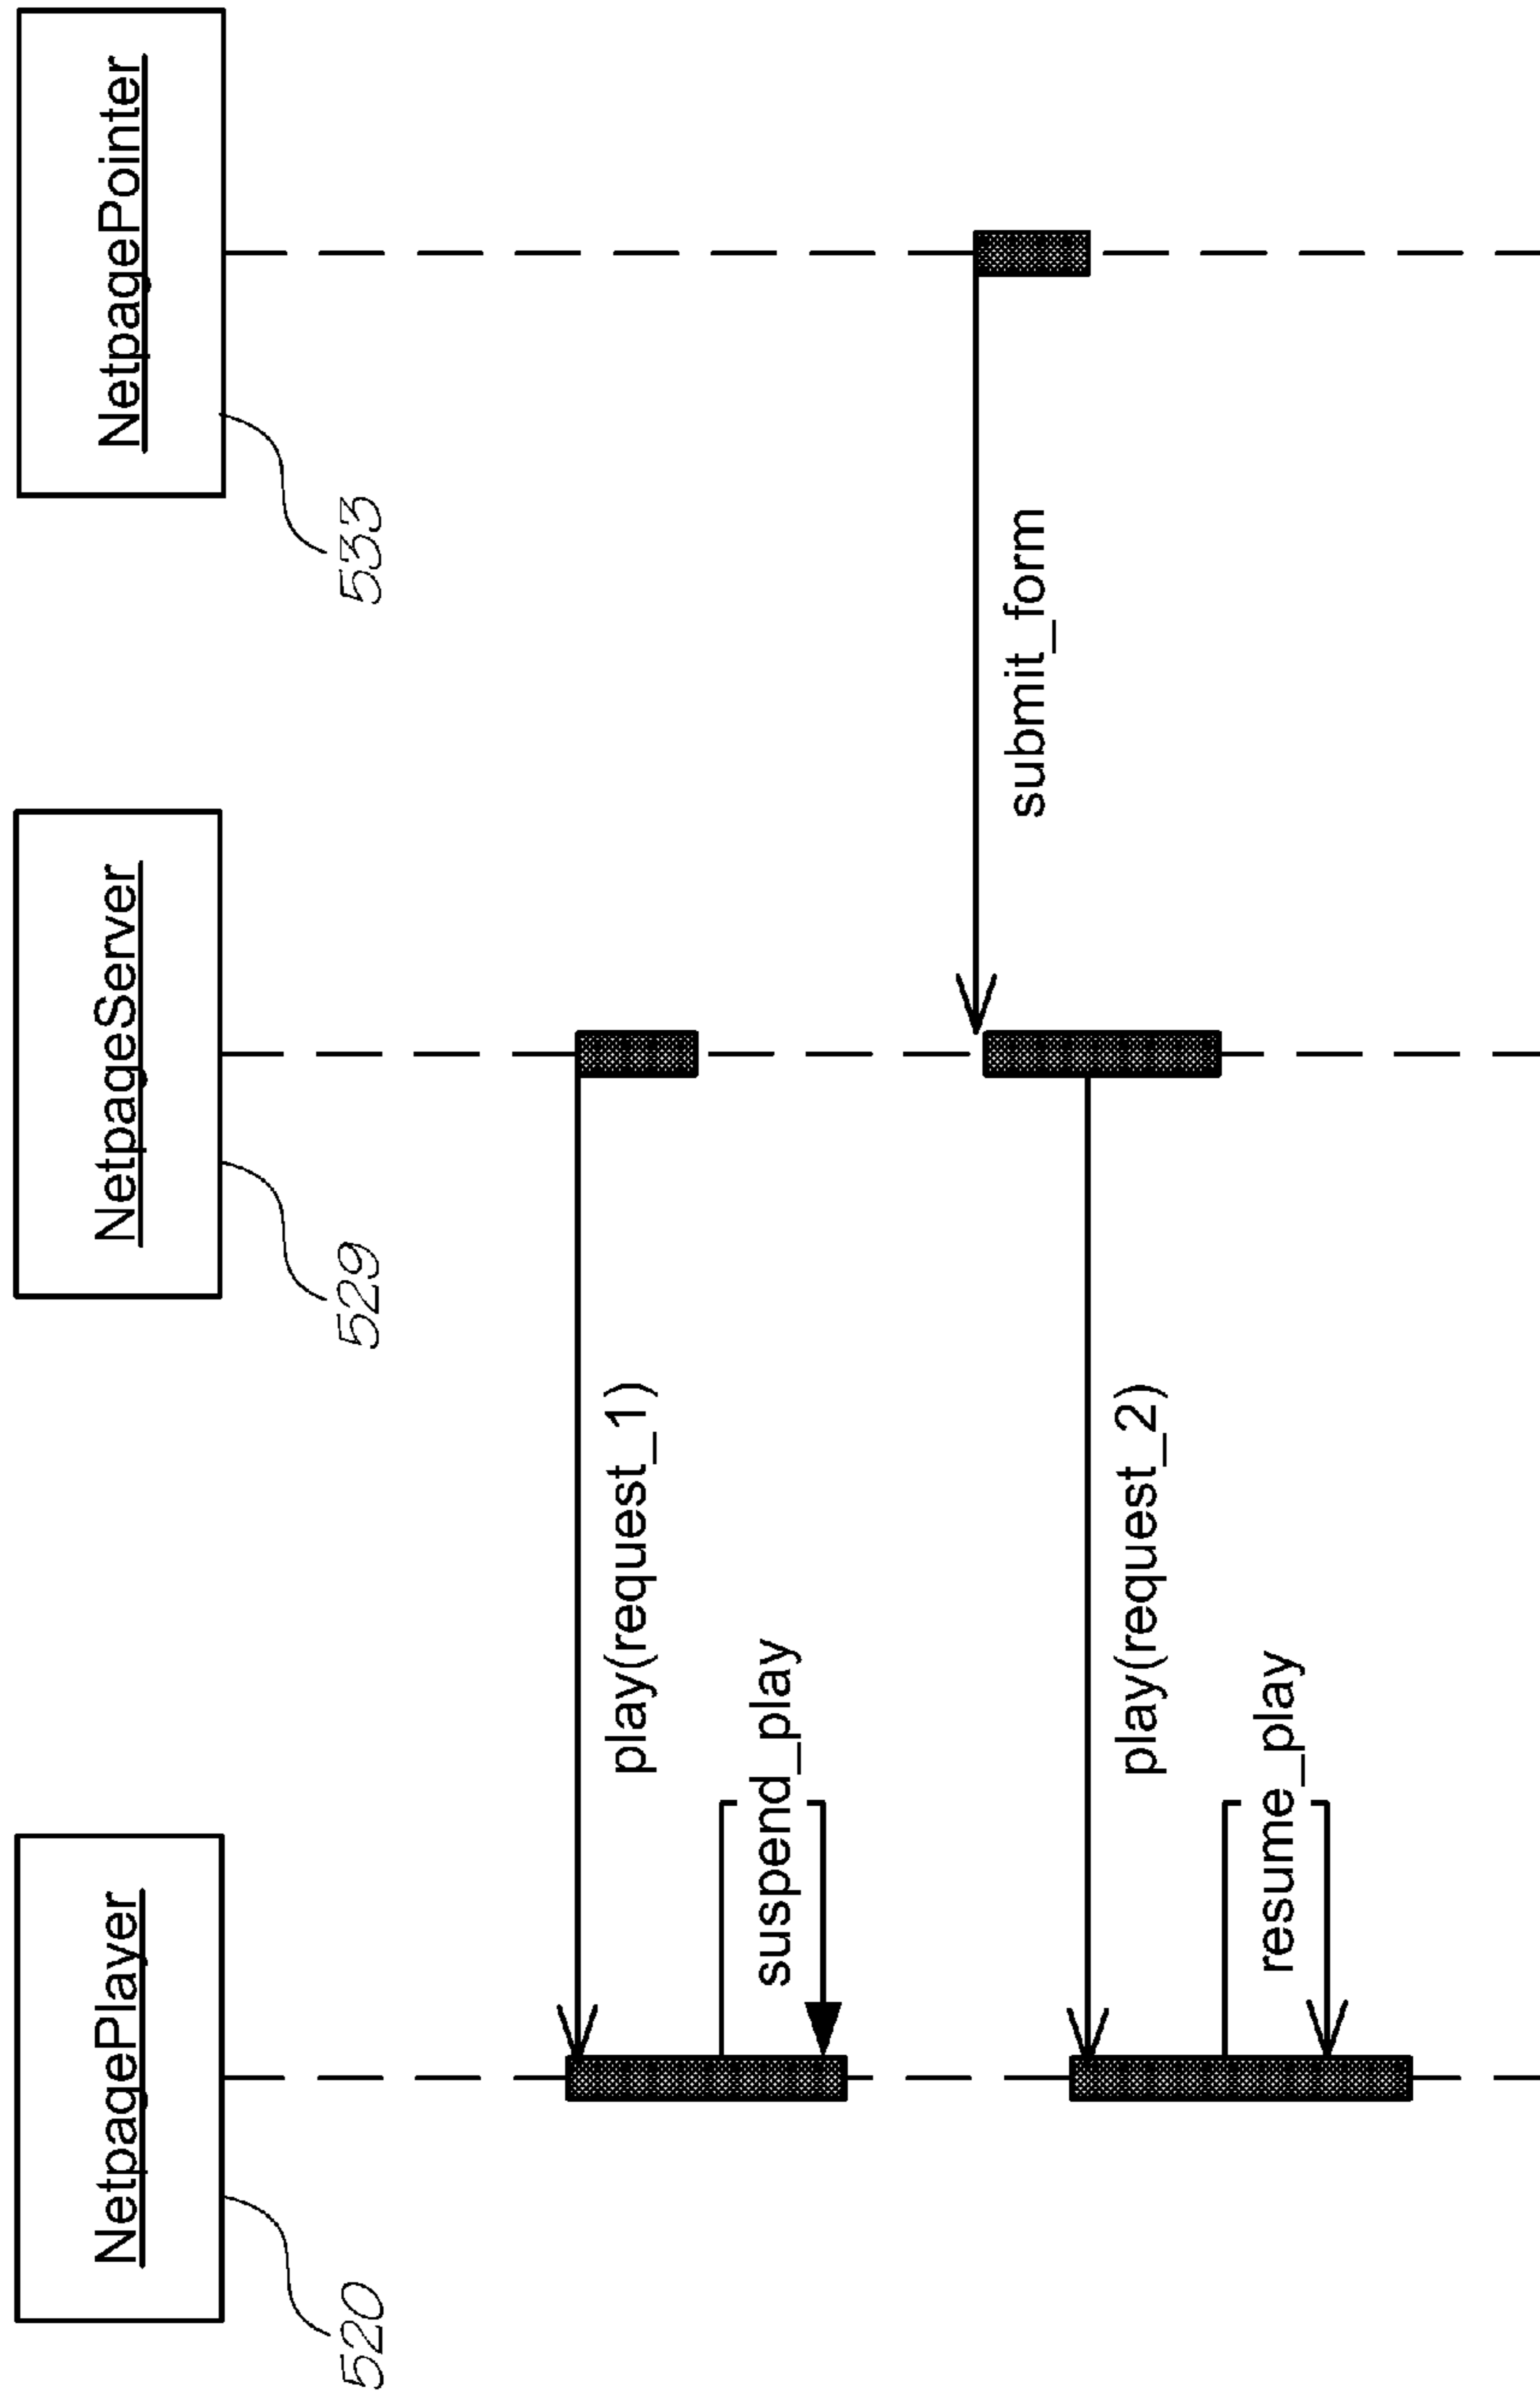 NetpagePlayer
NetpageServer
NetpagePointer
520
529
533
play(request_1)
suspend_play
submit_form
play(request_2)
resume_play